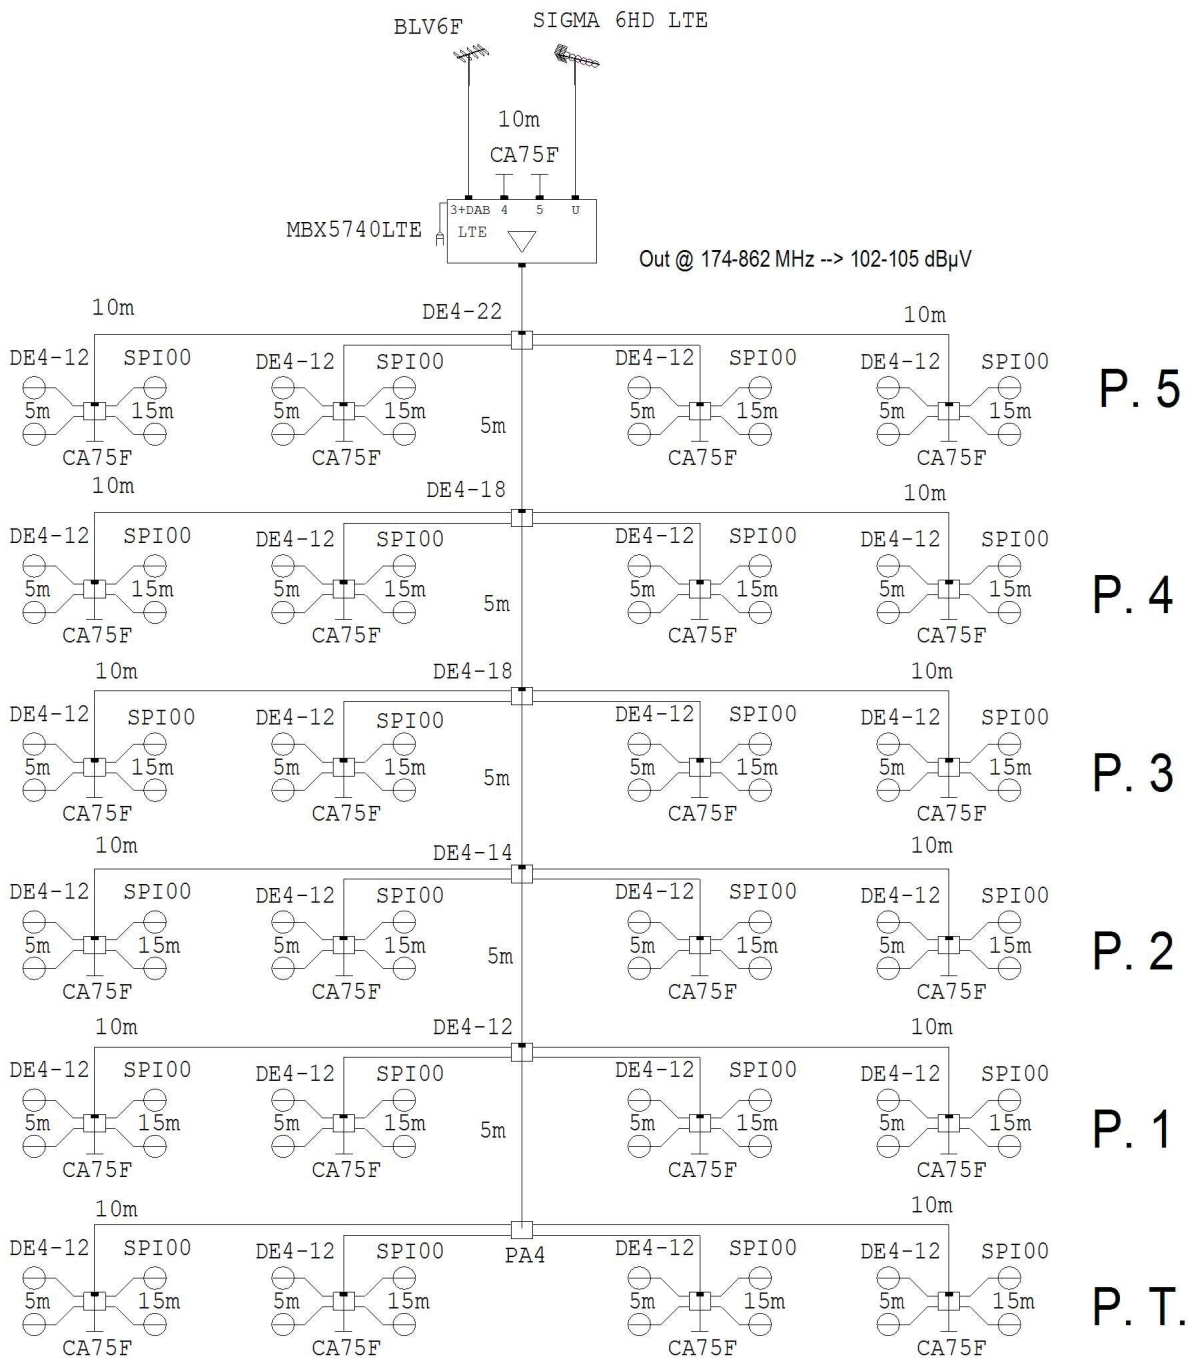 BLV6F SIGMA 6HD LTE
10m
CA75F
3+DAB 4 5 U
MBX5740LTE LTE
Out @ 174-862 MHz --> 102-105 dBµV
10m DE4-22 10m
DE4-12 SPI00 DE4-12 SPI00 DE4-12 SPI00 DE4-12 SPI00 P. 5
5m 15m 5m 15m 5m 5m 15m 5m 15m
CA75F CA75F CA75F CA75F
10m DE4-18 10m
DE4-12 SPI00 DE4-12 SPI00 DE4-12 SPI00 DE4-12 SPI00
5m 15m 5m 15m 5m 5m 15m 5m 15m P. 4
CA75F CA75F CA75F CA75F
10m DE4-18 10m
DE4-12 SPI00 DE4-12 SPI00 DE4-12 SPI00 DE4-12 SPI00
5m 15m 5m 15m 5m 5m 15m 5m 15m P. 3
CA75F CA75F CA75F CA75F
10m DE4-14 10m
DE4-12 SPI00 DE4-12 SPI00 DE4-12 SPI00 DE4-12 SPI00
5m 15m 5m 15m 5m 5m 15m 5m 15m P. 2
CA75F CA75F CA75F CA75F
10m DE4-12 10m
DE4-12 SPI00 DE4-12 SPI00 DE4-12 SPI00 DE4-12 SPI00
5m 15m 5m 15m 5m 5m 15m 5m 15m P. 1
CA75F CA75F CA75F CA75F
10m 10m
DE4-12 SPI00 DE4-12 SPI00 PA4 DE4-12 SPI00 DE4-12 SPI00
5m 15m 5m 15m 5m 15m 5m 15m P. T.
CA75F CA75F CA75F CA75F